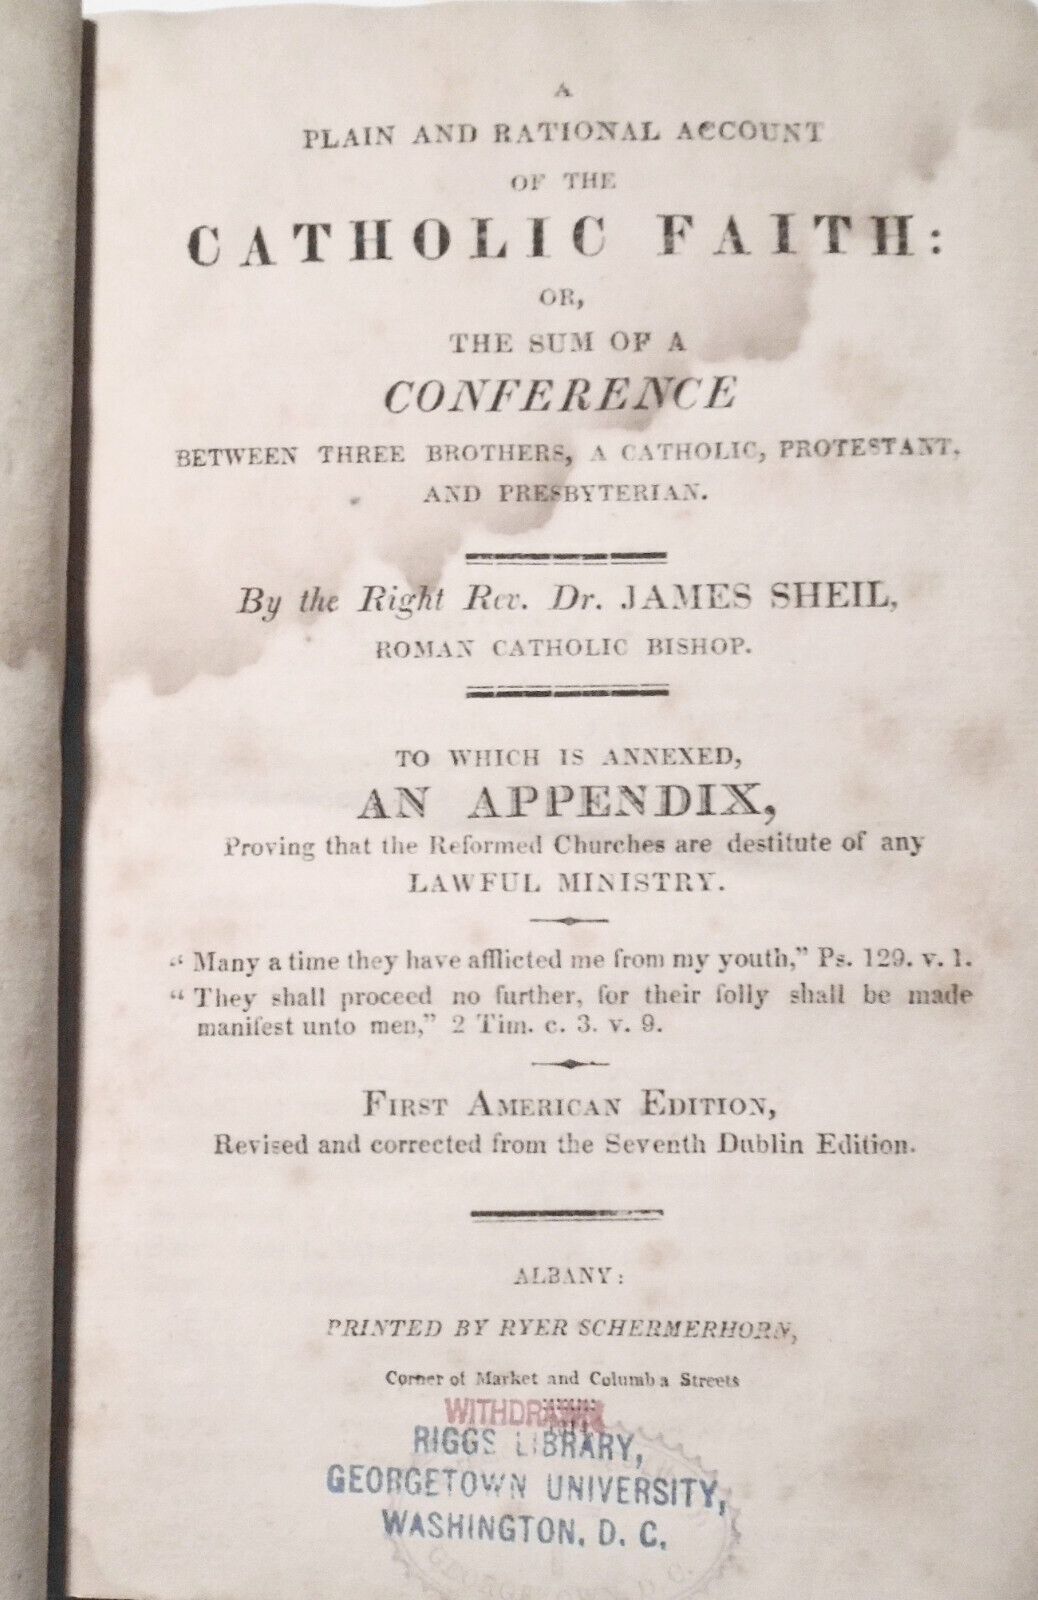 A
PLAIN AND RATIONAL ACCOUNT
OF THE
CATHOLIC FAITH:
OR,
THE SUM OF A
CONFERENCE
BETWEEN THREE BROTHERS, A CATHOLIC, PROTESTANT,
AND PRESBYTERIAN.
By the Right Rev. Dr. JAMES SHEIL,
ROMAN CATHOLIC BISHOP.
TO WHICH IS ANNEXED,
AN APPENDIX,
Proving that the Reformed Churches are destitute of any
LAWFUL MINISTRY.
“ Many a time they have afflicted me from my youth,” Ps. 129. v. 1.
“ They shall proceed no further, for their folly shall be made
manifest unto men,” 2 Tim. c. 3. v. 9.
FIRST AMERICAN EDITION,
Revised and corrected from the Seventh Dublin Edition.
ALBANY:
PRINTED BY RYER SCHERMERHORN,
Corner of Market and Columbia Streets
WITHDRAWN
RIGGS LIBRARY,
GEORGETOWN UNIVERSITY,
WASHINGTON, D. C.
GEORGETOWN D.C.